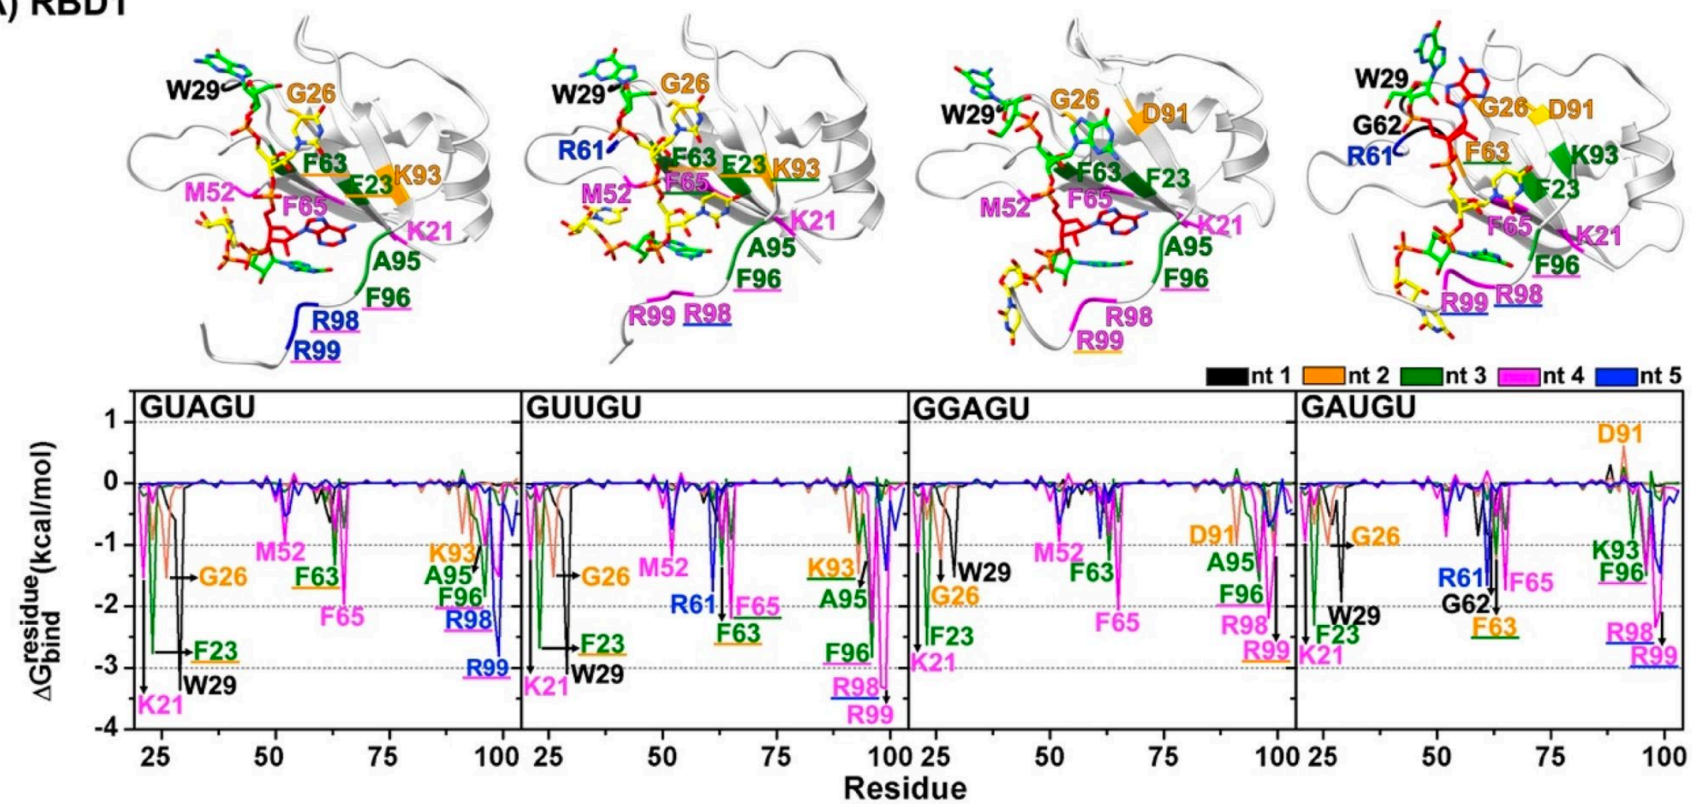 A) RBD1
W29 G26 F63 F23 K93 M52 F65 K21 A95 F96 R98 R99
W29 G26 R61 F63 F23 K93 F65 M52 K21 A95 F96 R99 R98
W29 G26 D91 F63 F23 F65 M52 K21 A95 F96 R98 R99
W29 G26 D91 G62 R61 F63 K93 F23 F65 K21 F96 R99 R98
nt 1 nt 2 nt 3 nt 4 nt 5
ΔG residue bind (kcal/mol)
1
0
-1
-2
-3
-4
GUAGU
M52
K93
G26
F63
A95
F96
F65
R98
F23
R99
W29
K21
25 50 75 100
GUUGU
M52
K93
G26
R61
F65
A95
F63
F23
F96
W29
K21
R98
R99
25 50 75 100
GGAGU
D91
M52
W29
F63
A95
G26
F96
F65
R98
F23
K21
R99
25 50 75 100
GAUGU
D91
G26
K93
R61
F65
F96
G62
W29
F63
F23
R98
K21
R99
25 50 75 100
Residue